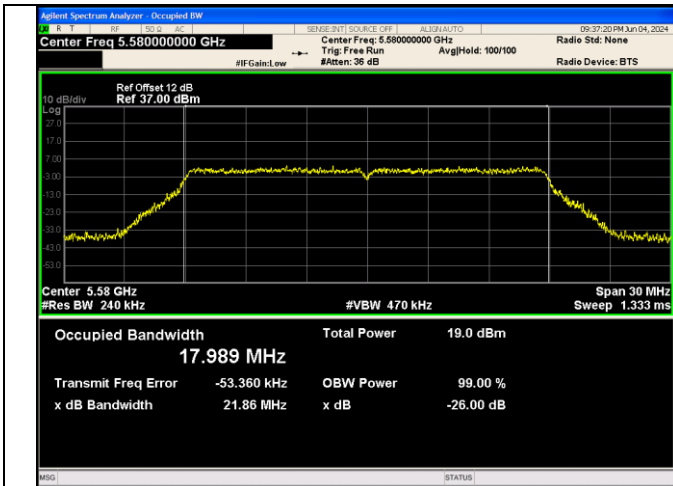 Agilent Spectrum Analyzer - Occupied BW
R T RF 50 Ω AC SENSE:INT SOURCE OFF ALIGNAUTO 09:37:20 PM Jun 04, 2024
Center Freq 5.580000000 GHz Center Freq: 5.580000000 GHz Radio Std: None
Trig: Free Run Avg|Hold: 100/100
#IFGain:Low #Atten: 36 dB Radio Device: BTS
Ref Offset 12 dB
10 dB/div Ref 37.00 dBm
Log
27.0
17.0
7.00
-3.00
-13.0
-23.0
-33.0
-43.0
-53.0
Center 5.58 GHz Span 30 MHz
#Res BW 240 kHz #VBW 470 kHz Sweep 1.333 ms
Occupied Bandwidth Total Power 19.0 dBm
17.989 MHz
Transmit Freq Error -53.360 kHz OBW Power 99.00 %
x dB Bandwidth 21.86 MHz x dB -26.00 dB
MSG STATUS